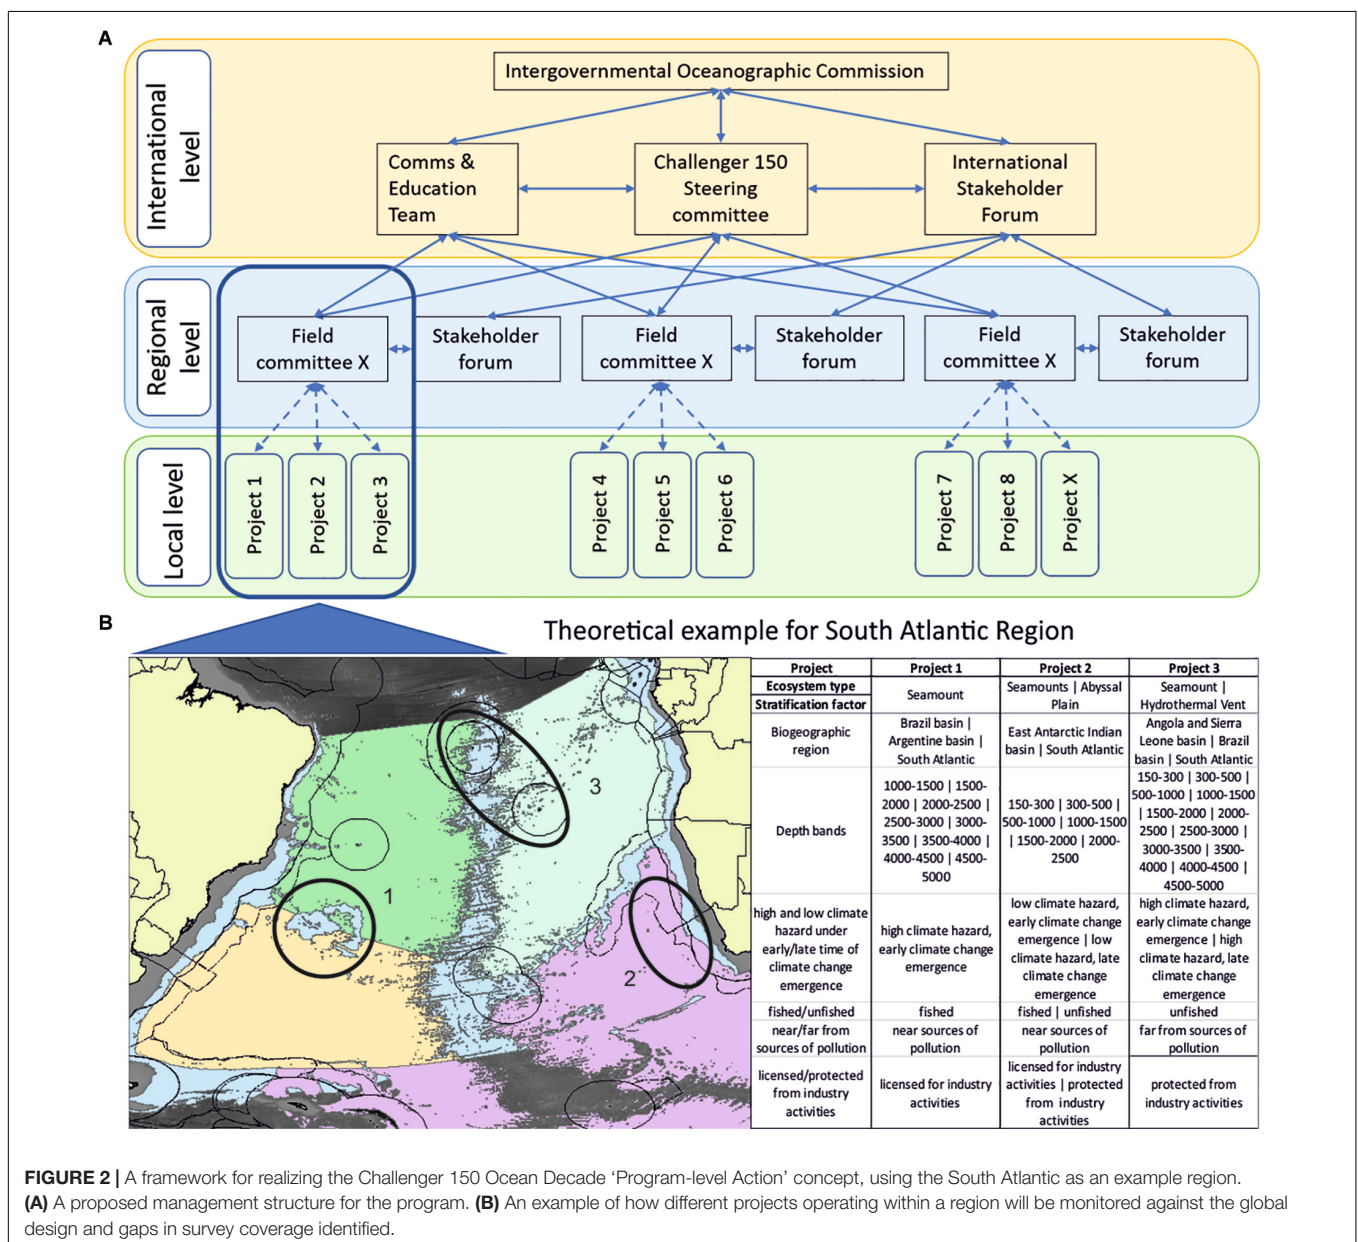 A
International
level
Intergovernmental Oceanographic Commission
Comms &
Education
Team
Challenger 150
Steering
committee
International
Stakeholder
Forum
Regional
level
Field
committee X
Stakeholder
forum
Field
committee X
Stakeholder
forum
Field
committee X
Stakeholder
forum
Local level
Project 1
Project 2
Project 3
Project 4
Project 5
Project 6
Project 7
Project 8
Project X
B
Theoretical example for South Atlantic Region
1
2
3
Project
Project 1
Project 2
Project 3
Ecosystem type
Stratification factor
Seamount
Seamounts | Abyssal
Plain
Seamount |
Hydrothermal Vent
Biogeographic
region
Brazil basin |
Argentine basin |
South Atlantic
East Antarctic Indian
basin | South Atlantic
Angola and Sierra
Leone basin | Brazil
basin | South Atlantic
Depth bands
1000-1500 | 1500-
2000 | 2000-2500 |
2500-3000 | 3000-
3500 | 3500-4000 |
4000-4500 | 4500-
5000
150-300 | 300-500 |
500-1000 | 1000-1500
| 1500-2000 | 2000-
2500
150-300 | 300-500 |
500-1000 | 1000-1500
| 1500-2000 | 2000-
2500 | 2500-3000 |
3000-3500 | 3500-
4000 | 4000-4500 |
4500-5000
high and low climate
hazard under
early/late time of
climate change
emergence
high climate hazard,
early climate change
emergence
low climate hazard,
early climate change
emergence | low
climate hazard, late
climate change
emergence
high climate hazard,
early climate change
emergence | high
climate hazard, late
climate change
emergence
fished/unfished
fished
fished | unfished
unfished
near/far from
sources of pollution
near sources of
pollution
near sources of
pollution
far from sources of
pollution
licensed/protected
from industry
activities
licensed for industry
activities
licensed for industry
activities | protected
from industry
activities
protected from
industry activities
FIGURE 2 | A framework for realizing the Challenger 150 Ocean Decade ‘Program-level Action’ concept, using the South Atlantic as an example region.
(A) A proposed management structure for the program. (B) An example of how different projects operating within a region will be monitored against the global
design and gaps in survey coverage identified.